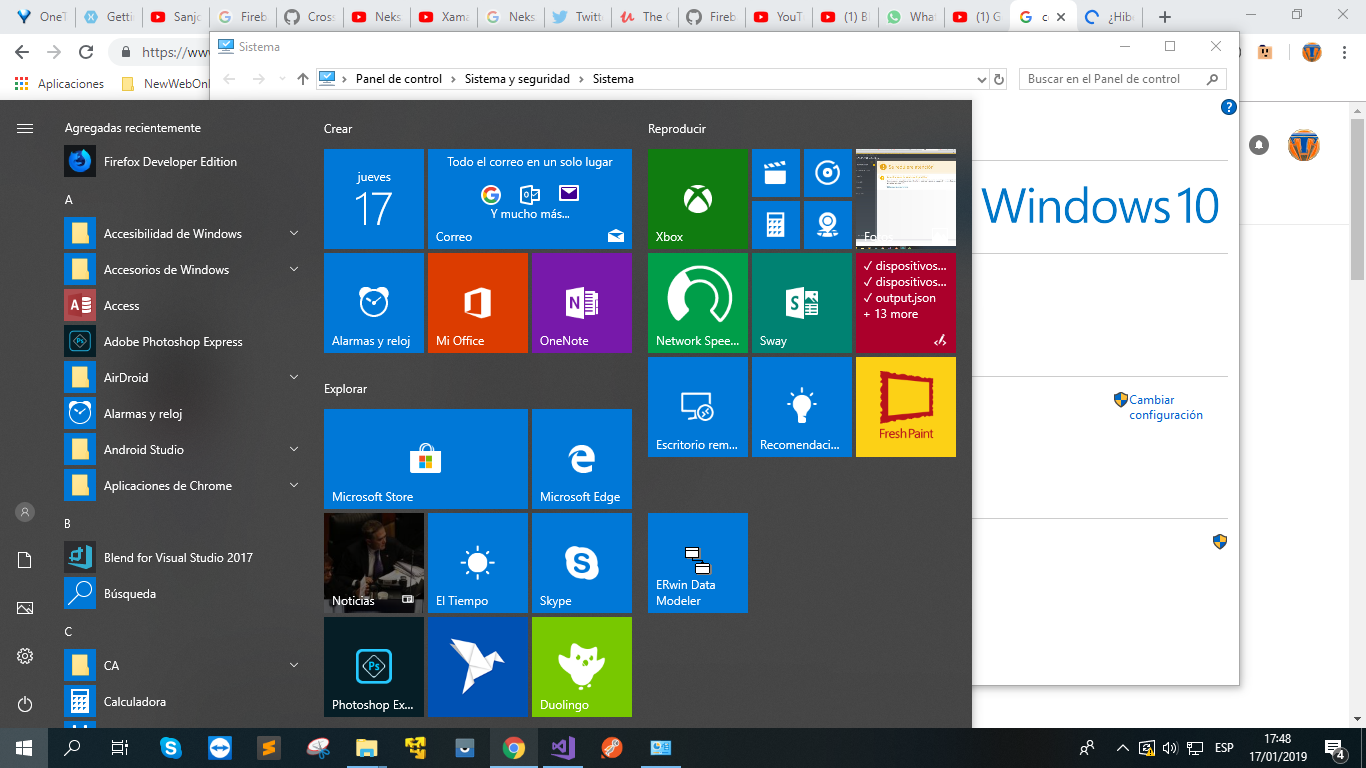 OneT
Getti
Sanjo
Fireb
Cross
Neks
Xama
Neks
Twitt
The C
Fireb
YouT
(1) B
What
(1) G
co
¿Hib
https://www
Sistema
Panel de control
Sistema y seguridad
Sistema
Buscar en el Panel de control
Aplicaciones
NewWebOnl
Agregadas recientemente
Firefox Developer Edition
A
Accesibilidad de Windows
Accesorios de Windows
Access
Adobe Photoshop Express
AirDroid
Alarmas y reloj
Android Studio
Aplicaciones de Chrome
B
Blend for Visual Studio 2017
Búsqueda
C
CA
Calculadora
Crear
jueves
17
Todo el correo en un solo lugar
Y mucho más...
Correo
Alarmas y reloj
Mi Office
OneNote
Explorar
Microsoft Store
Microsoft Edge
Noticias
El Tiempo
Skype
Photoshop Ex...
Duolingo
Reproducir
Xbox
Network Spee...
Sway
✓ dispositivos...
✓ dispositivos...
✓ output.json
+ 13 more
Escritorio rem...
Recomendaci...
FreshPaint
ERwin Data
Modeler
Windows 10
Cambiar
configuración
ESP
17:48
17/01/2019
4